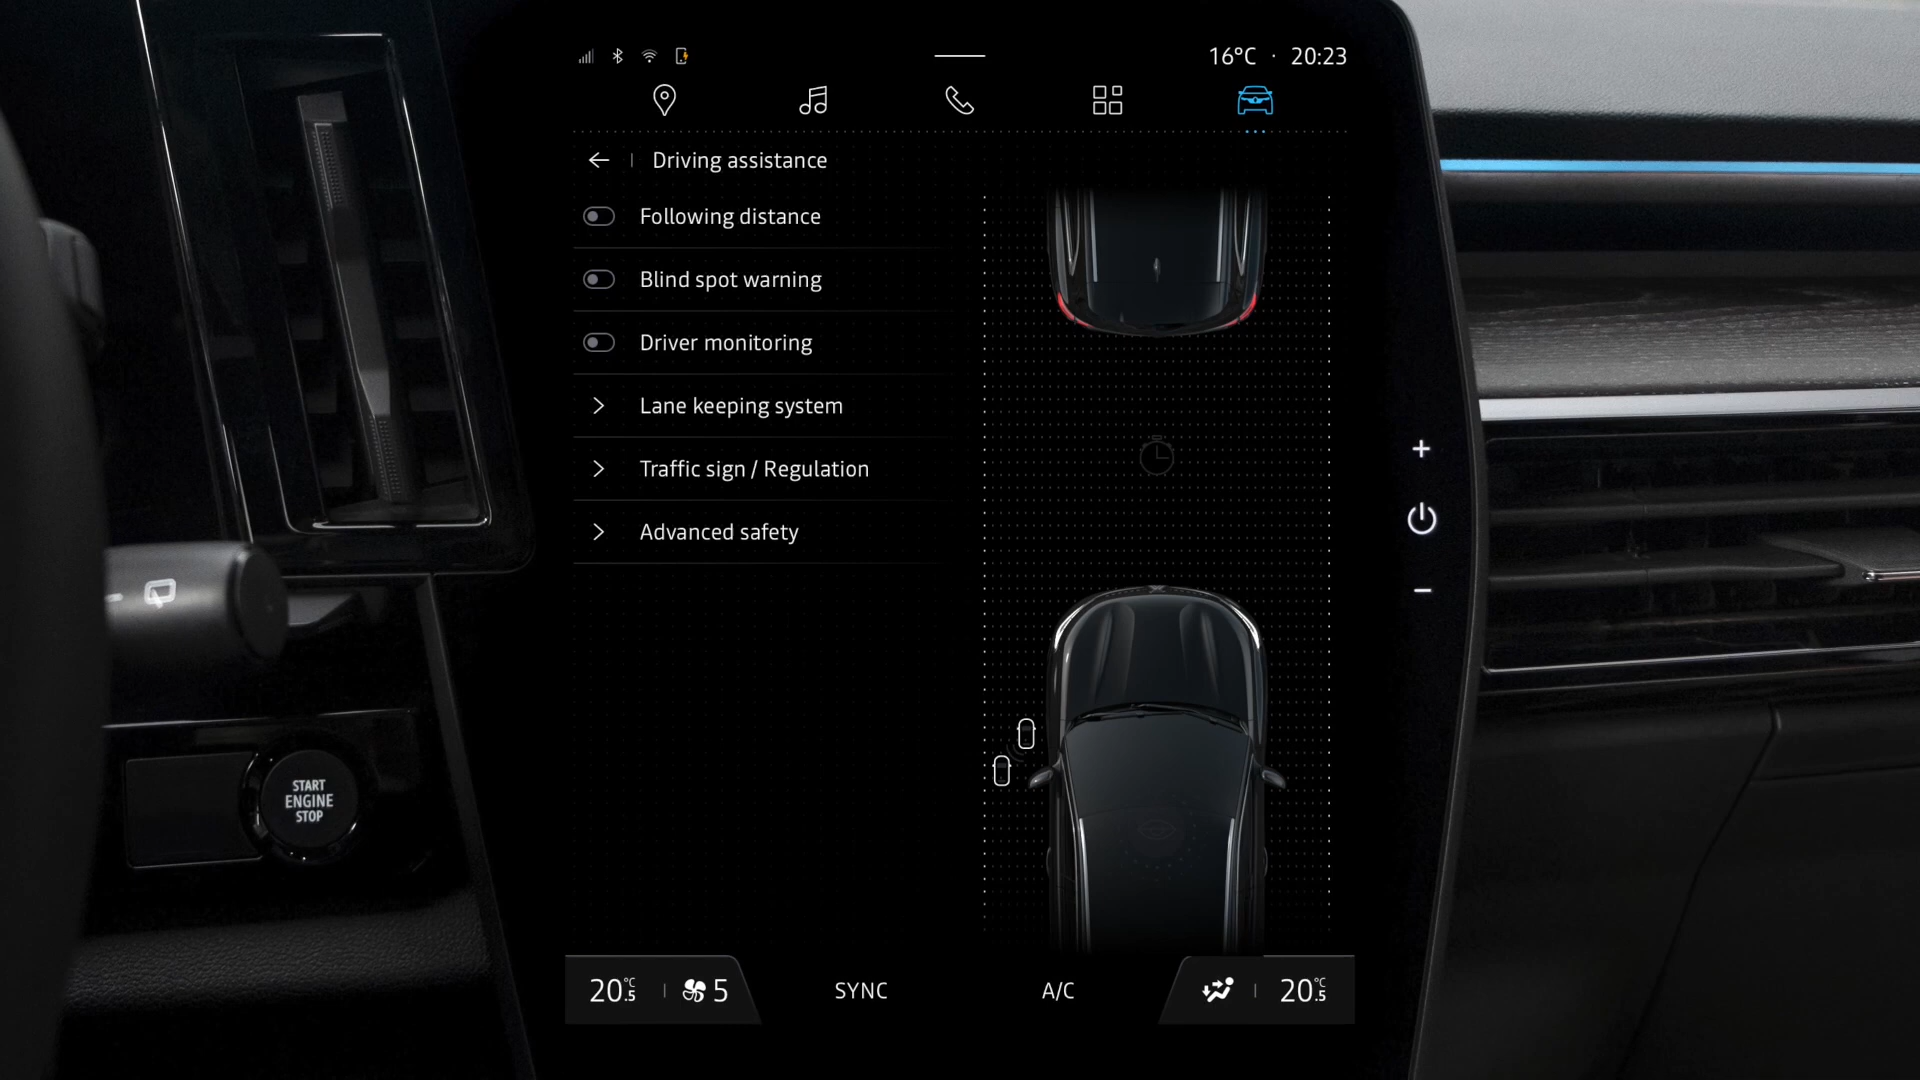 16°C · 20:23
Driving assistance
Following distance
Blind spot warning
Driver monitoring
Lane keeping system
Traffic sign / Regulation
Advanced safety
START
ENGINE
STOP
20.5°C | 5 SYNC A/C | 20.5°C